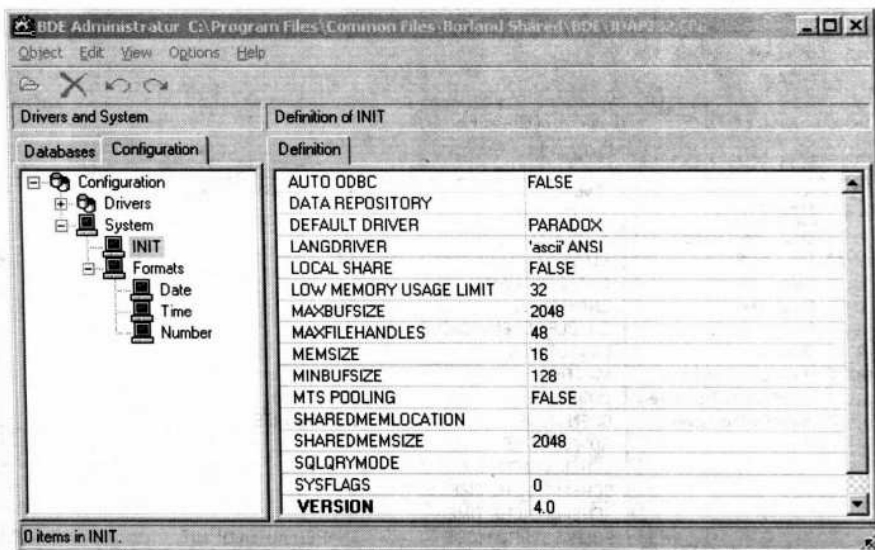 BDE Administrator C:\Program Files\Common Files\Borland Shared\BDE\IDAPI32.CFG
Object Edit View Options Help
Drivers and System
Definition of INIT
Databases Configuration
Definition
Configuration
Drivers
System
INIT
Formats
Date
Time
Number
AUTO ODBC FALSE
DATA REPOSITORY
DEFAULT DRIVER PARADOX
LANGDRIVER 'ascii' ANSI
LOCAL SHARE FALSE
LOW MEMORY USAGE LIMIT 32
MAXBUFSIZE 2048
MAXFILEHANDLES 48
MEMSIZE 16
MINBUFSIZE 128
MTS POOLING FALSE
SHAREDMEMLOCATION
SHAREDMEMSIZE 2048
SQLQRYMODE
SYSFLAGS 0
VERSION 4.0
0 items in INIT.